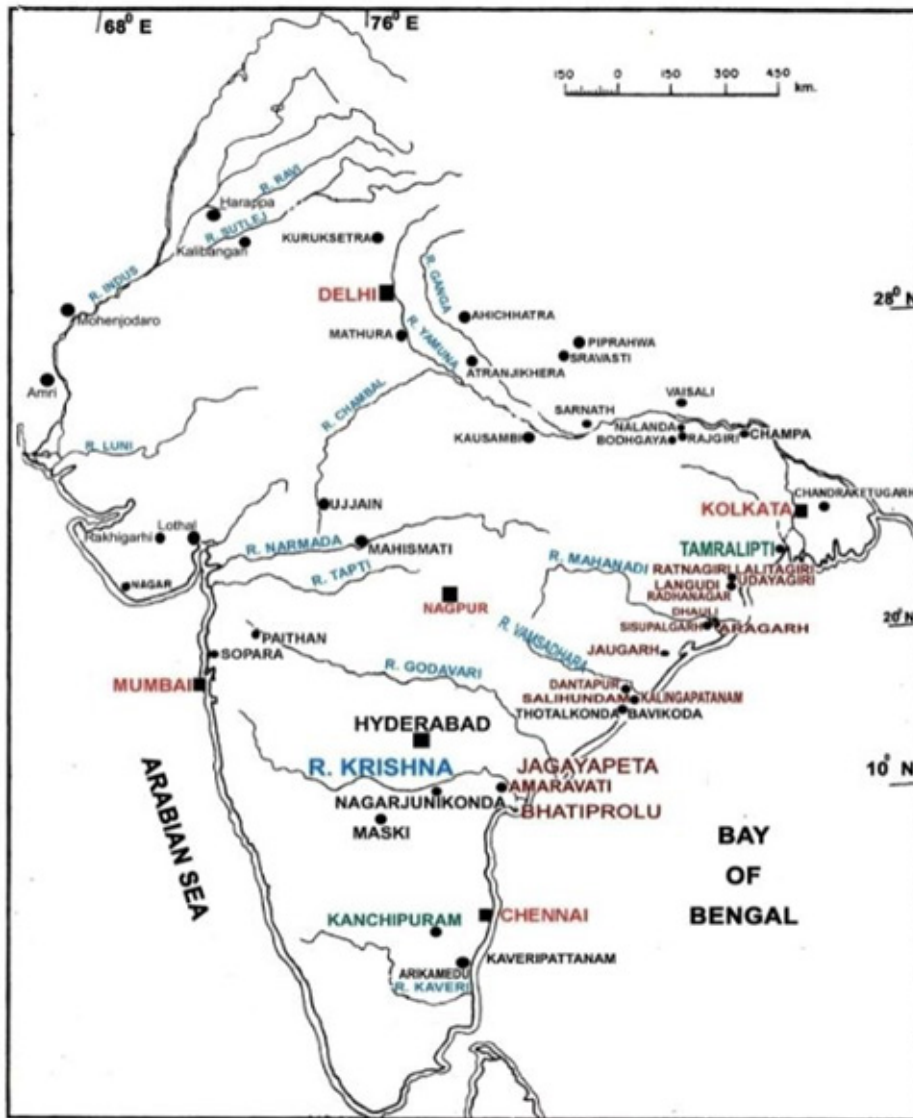 68° E
76° E
150 0 150 300 450
km.
R. RAVI
Harappa
R. SUTLEJ
Kalibangan
KURUKSETRA
R. GANGA
R. INDUS
DELHI
28° N
Mohenjodaro
AHICHHATRA
MATHURA
R. YAMUNA
PIPRAHWA
SRAVASTI
ATRANJIKHERA
Amri
R. CHAMBAL
VAISALI
SARNATH
R. LUNI
KAUSAMBI
NALANDA
BODHGAYA
RAJGIRI
CHAMPA
UJJAIN
CHANDRAKETUGARH
KOLKATA
Rakhigarhi
Lothal
R. NARMADA
MAHISMATI
TAMRALIPTI
R. MAHANADI
R. TAPTI
RATNAGIRI LALITAGIRI
LANGUDI
UDAYAGIRI
RADHANAGAR
NAGAR
NAGPUR
DHAULI
20° N
SISUPALGARH
ARAGARH
R. VAMSADHARA
PAITHAN
SOPARA
JAUGARH
R. GODAVARI
MUMBAI
DANTAPUR
SALIHUNDAM
KALINGAPATANAM
THOTALKONDA
BAVIKODA
HYDERABAD
R. KRISHNA
JAGAYAPETA
10° N
AMARAVATI
NAGARJUNIKONDA
BHATIPROLU
MASKI
ARABIAN SEA
BAY
OF
BENGAL
KANCHIPURAM
CHENNAI
KAVERIPATTANAM
ARIKAMEDU
R. KAVERI